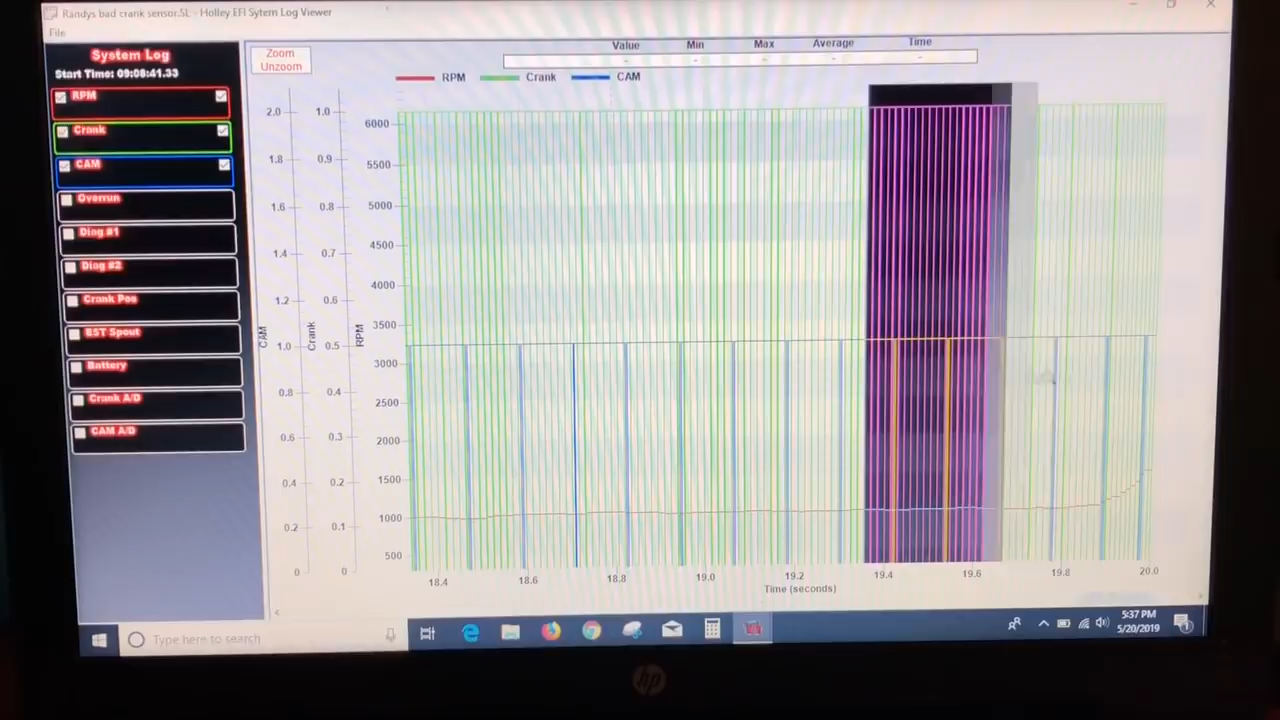 Randys bad crank sensor.SL - Holley EFI Sytem Log Viewer
File
System Log
Start Time: 09:08:41.33
RPM
Crank
CAM
Overrun
Diag #1
Diag #2
Crank Pos
EST Spout
Battery
Crank A/D
CAM A/D
Zoom
Unzoom
Value Min Max Average Time
- - - - -
RPM Crank CAM
2.0 1.0 6000
1.8 0.9 5500
1.6 0.8 5000
1.4 0.7 4500
1.2 0.6 4000
3500
CAM Crank RPM
1.0 0.5 3000
0.8 0.4 2500
0.6 0.3 2000
0.4 0.2 1500
0.2 0.1 1000
0 0 500
18.4 18.6 18.8 19.0 19.2 19.4 19.6 19.8 20.0
Time (seconds)
Type here to search
5:37 PM
5/20/2019
1
hp